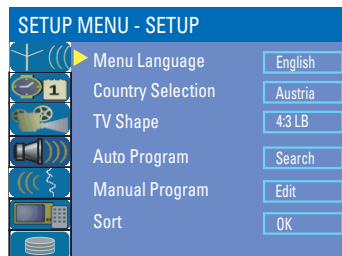 SETUP MENU - SETUP
Menu Language English
Country Selection Austria
TV Shape 4:3 LB
1
Auto Program Search
Manual Program Edit
Sort OK